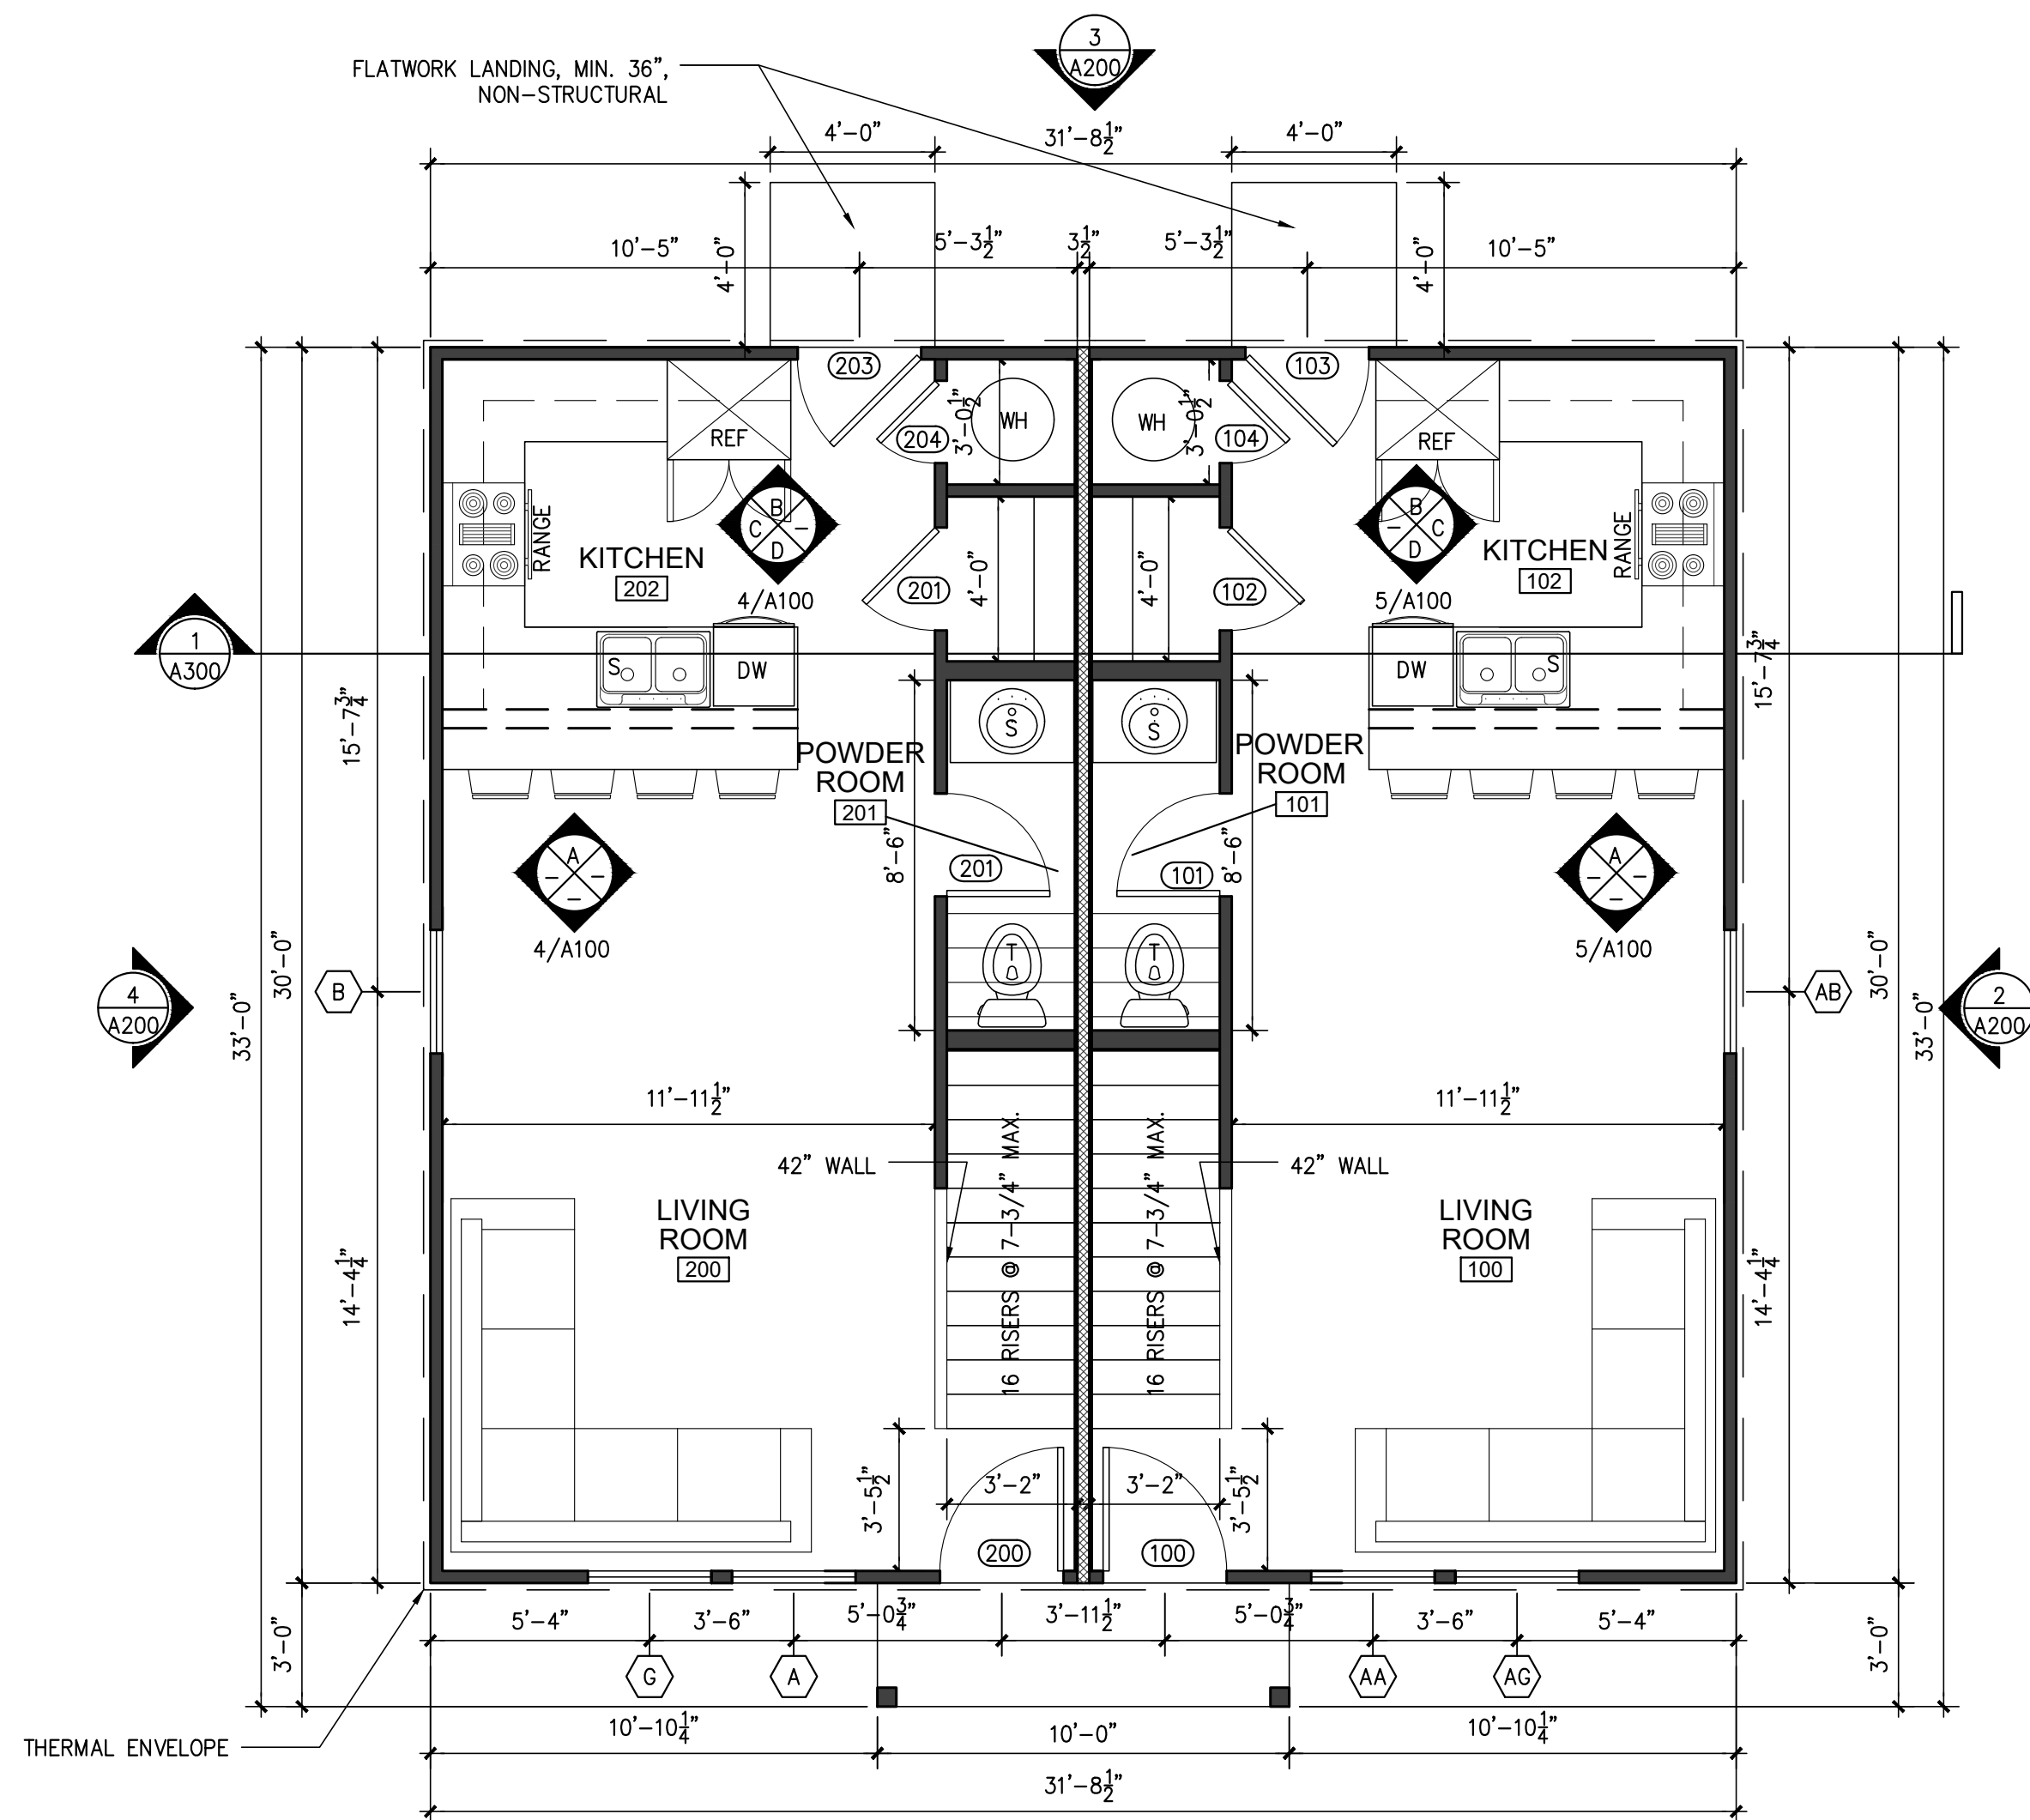 3
A200
FLATWORK LANDING, MIN. 36",
NON-STRUCTURAL
4'-0"
31'-8½"
4'-0"
10'-5"
4'-0"
5'-3½"
3½"
5'-3½"
4'-0"
10'-5"
203
103
REF
204
3'-0½"
WH
WH
3'-0½"
104
REF
RANGE
KITCHEN
202
B
C
D
-
4/A100
201
4'-0"
4'-0"
102
B
-
C
D
5/A100
KITCHEN
102
RANGE
1
A300
S
DW
DW
S
15'-7¾"
15'-7¾"
POWDER
ROOM
201
S
S
POWDER
ROOM
101
8'-6"
8'-6"
A
-
-
-
4/A100
201
101
A
-
-
-
5/A100
T
T
4
A200
33'-0"
30'-0"
B
AB
30'-0"
33'-0"
2
A200
11'-11½"
11'-11½"
42" WALL
42" WALL
16 RISERS @ 7-3/4" MAX.
16 RISERS @ 7-3/4" MAX.
LIVING
ROOM
200
LIVING
ROOM
100
14'-4¼"
14'-4¼"
3'-5½"
3'-2"
3'-2"
3'-5½"
200
100
3'-0"
5'-4"
3'-6"
5'-0¾"
3'-11½"
5'-0¾"
3'-6"
5'-4"
3'-0"
G
A
AA
AG
THERMAL ENVELOPE
10'-10¼"
10'-0"
10'-10¼"
31'-8½"